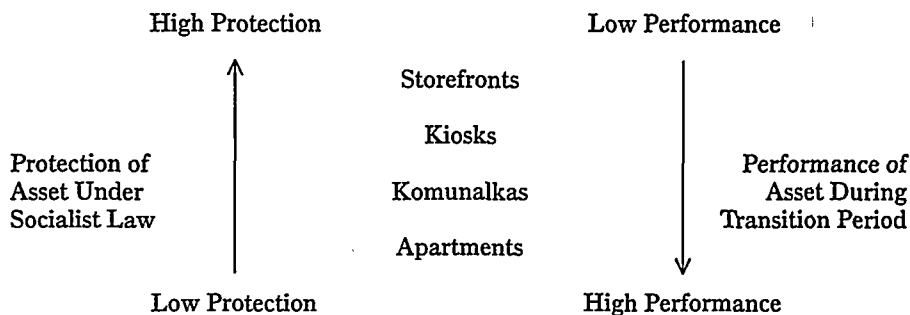 High Protection
Low Performance
Storefronts
Kiosks
Protection of
Asset Under
Socialist Law
Komunalkas
Performance of
Asset During
Transition Period
Apartments
Low Protection
High Performance